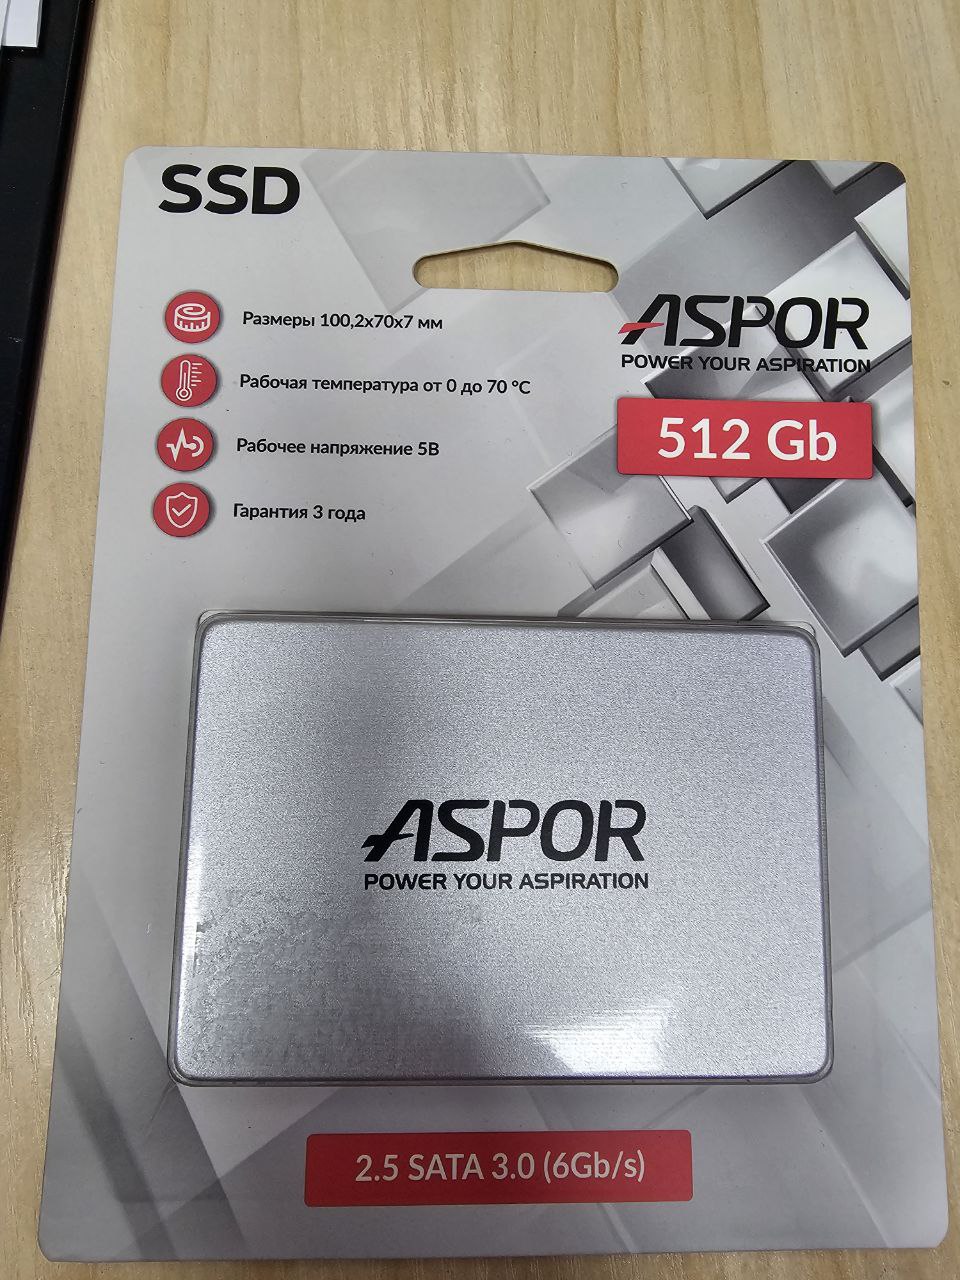 SSD
Размеры 100,2x70x7 мм
Рабочая температура от 0 до 70 °C
Рабочее напряжение 5В
Гарантия 3 года
ASPOR
POWER YOUR ASPIRATION
512 Gb
ASPOR
POWER YOUR ASPIRATION
2.5 SATA 3.0 (6Gb/s)